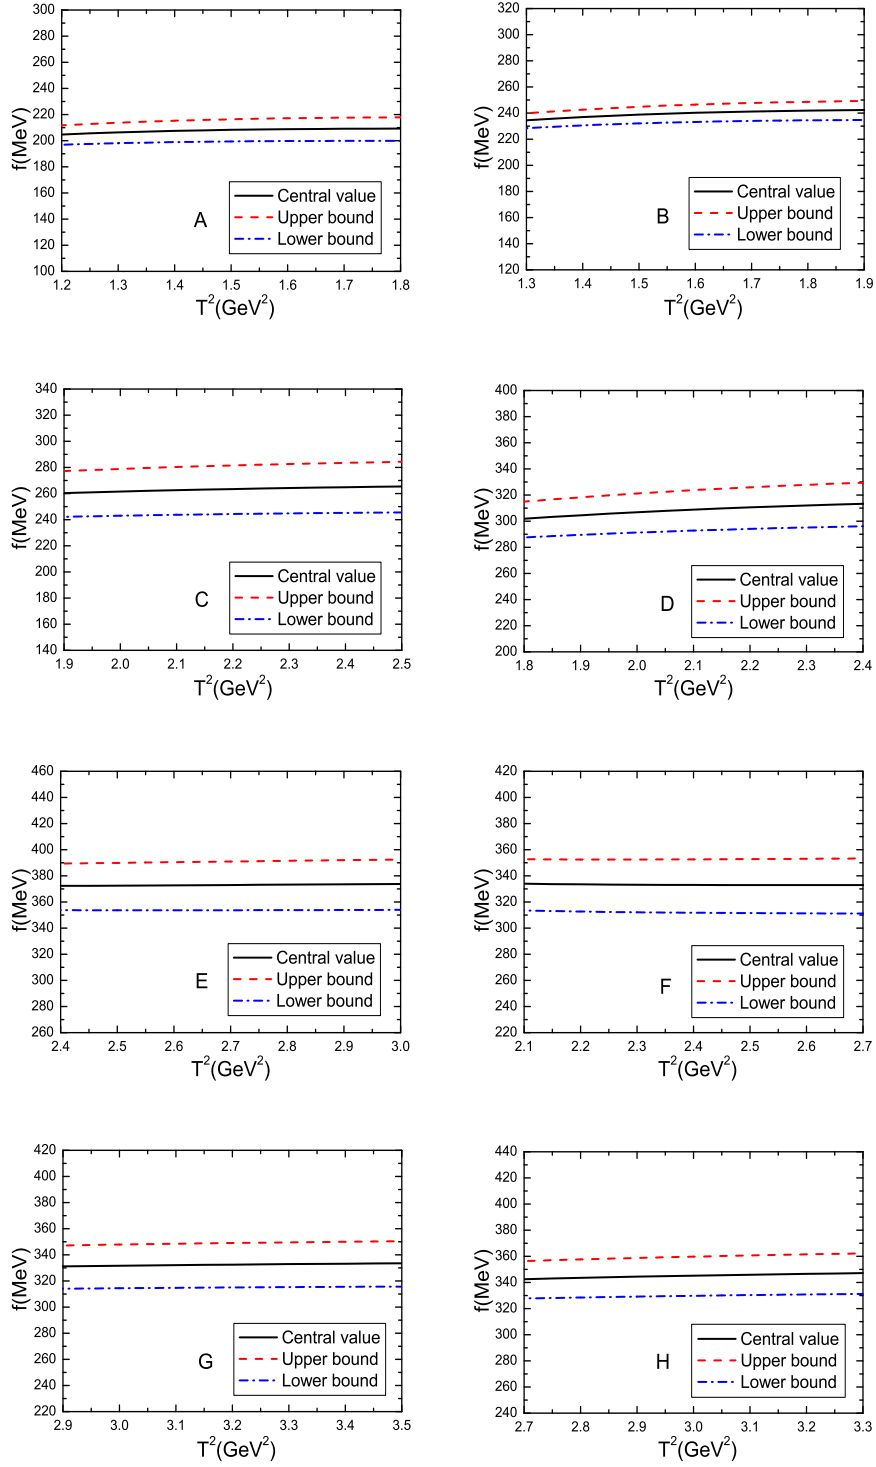 300
280
260
240
220
200
180
160
140
120
100
f(MeV)
A
Central value
Upper bound
Lower bound
1.2 1.3 1.4 1.5 1.6 1.7 1.8
T²(GeV²)
320
300
280
260
240
220
200
180
160
140
120
f(MeV)
B
Central value
Upper bound
Lower bound
1.3 1.4 1.5 1.6 1.7 1.8 1.9
T²(GeV²)
340
320
300
280
260
240
220
200
180
160
140
f(MeV)
C
Central value
Upper bound
Lower bound
1.9 2.0 2.1 2.2 2.3 2.4 2.5
T²(GeV²)
400
380
360
340
320
300
280
260
240
220
200
f(MeV)
D
Central value
Upper bound
Lower bound
1.8 1.9 2.0 2.1 2.2 2.3 2.4
T²(GeV²)
460
440
420
400
380
360
340
320
300
280
260
f(MeV)
E
Central value
Upper bound
Lower bound
2.4 2.5 2.6 2.7 2.8 2.9 3.0
T²(GeV²)
420
400
380
360
340
320
300
280
260
240
220
f(MeV)
F
Central value
Upper bound
Lower bound
2.1 2.2 2.3 2.4 2.5 2.6 2.7
T²(GeV²)
420
400
380
360
340
320
300
280
260
240
220
f(MeV)
G
Central value
Upper bound
Lower bound
2.9 3.0 3.1 3.2 3.3 3.4 3.5
T²(GeV²)
440
420
400
380
360
340
320
300
280
260
240
f(MeV)
H
Central value
Upper bound
Lower bound
2.7 2.8 2.9 3.0 3.1 3.2 3.3
T²(GeV²)